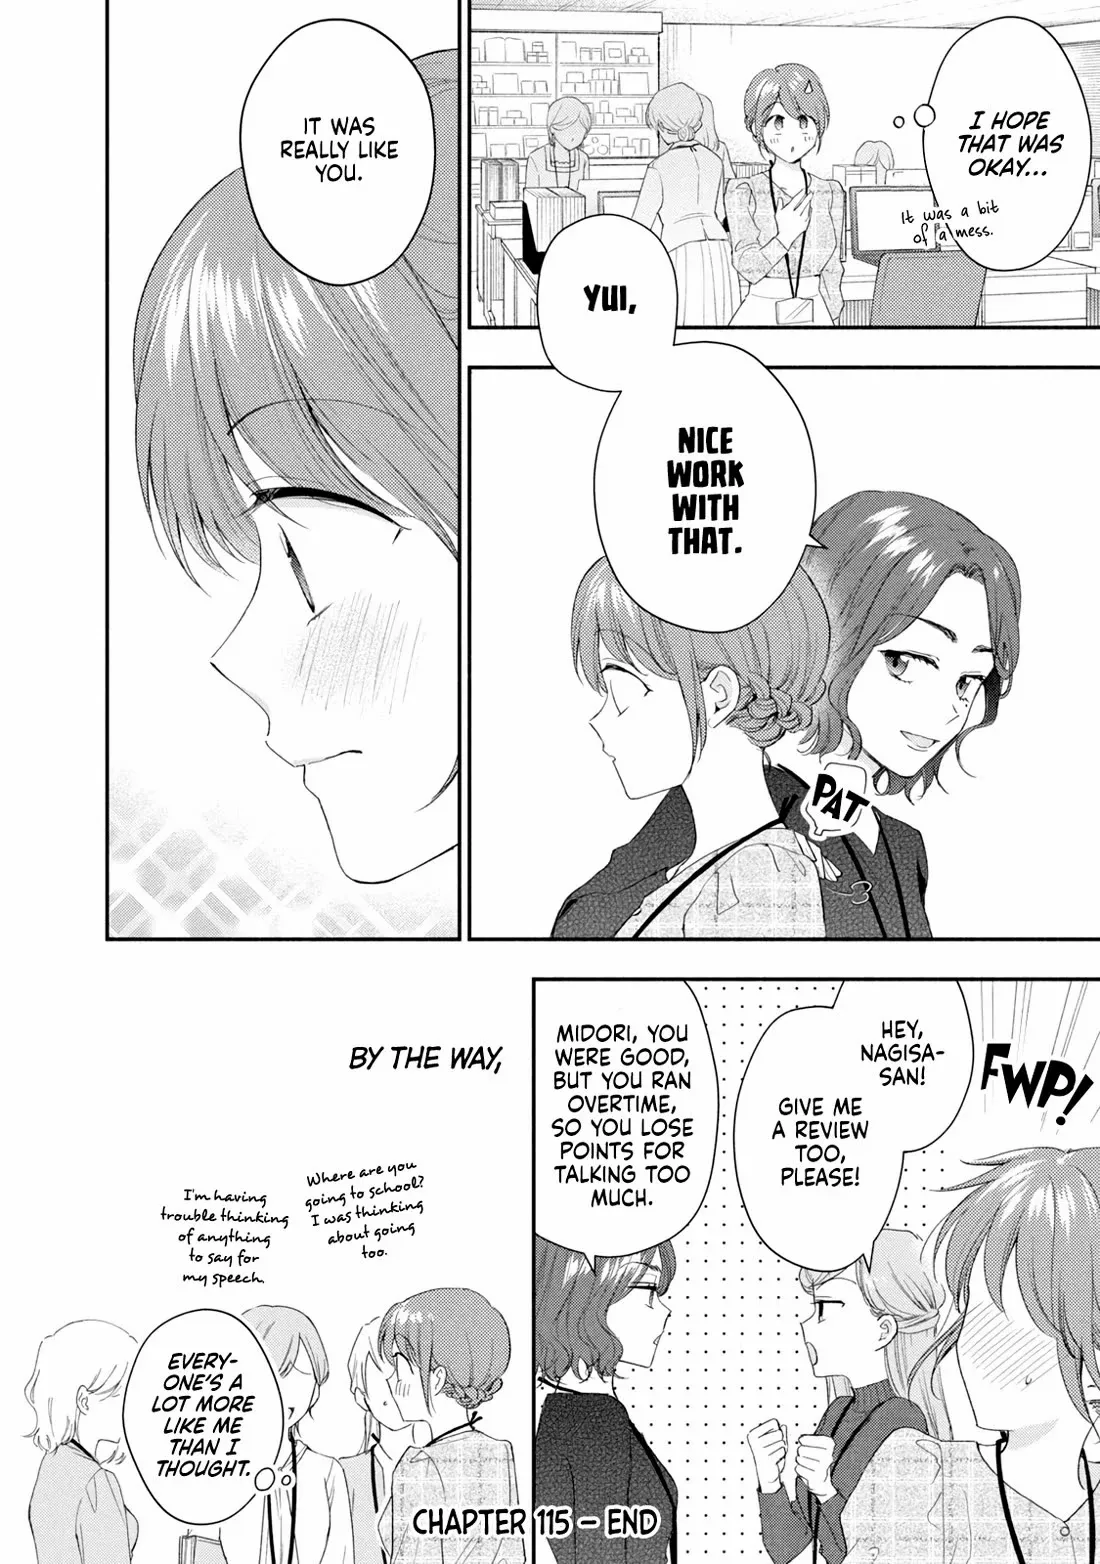 I HOPE
THAT WAS
OKAY...
It was a bit
of a mess.
YUI,
NICE
WORK
WITH
THAT.
PAT
IT WAS
REALLY LIKE
YOU.
FWP!
HEY,
NAGISA-
SAN!
GIVE ME
A REVIEW
TOO,
PLEASE!
MIDORI, YOU
WERE GOOD,
BUT YOU RAN
OVERTIME,
SO YOU LOSE
POINTS FOR
TALKING TOO
MUCH.
BY THE WAY,
Where are you
going to school?
I was thinking
about going
too.
I'm having
trouble thinking
of anything
to say for
my speech.
EVERY-
ONE'S A
LOT MORE
LIKE ME
THAN I
THOUGHT.
CHAPTER 115 – END